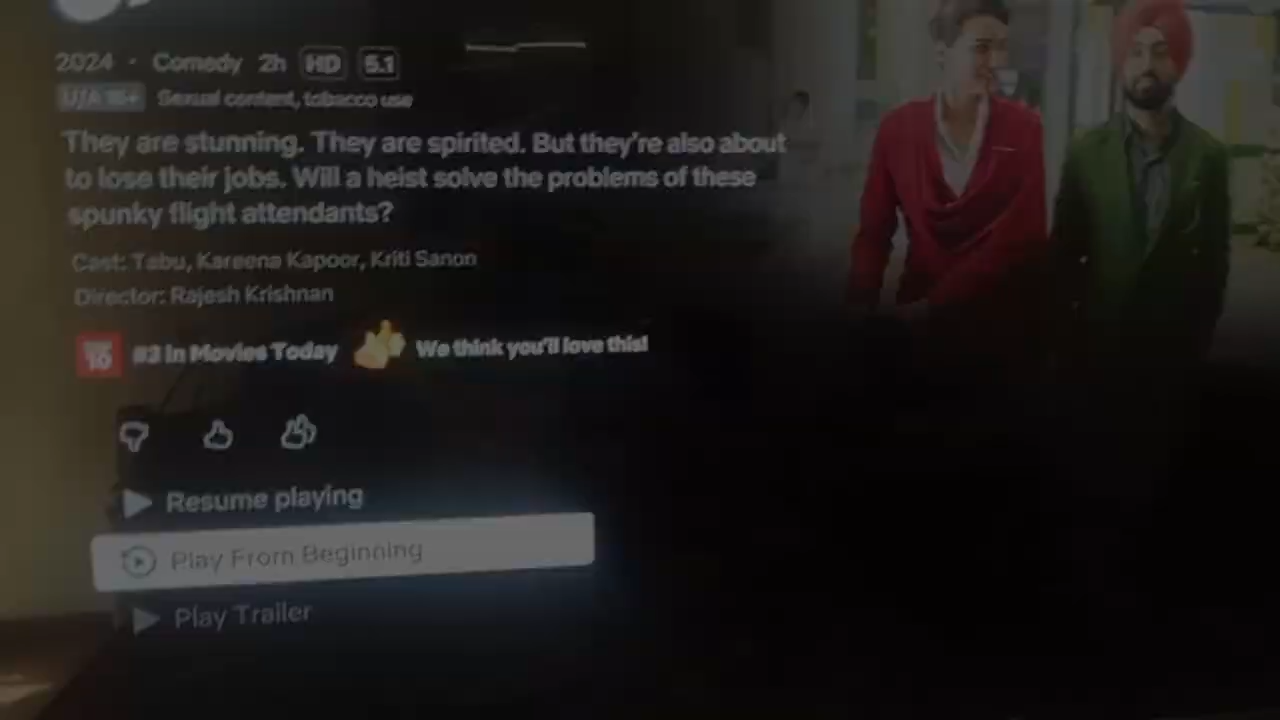 2024 · Comedy 2h HD 5.1
U/A 16+ Sexual content, tobacco use
They are stunning. They are spirited. But they're also about
to lose their jobs. Will a heist solve the problems of these
spunky flight attendants?
Cast: Tabu, Kareena Kapoor, Kriti Sanon
Director: Rajesh Krishnan
TOP 10 #3 in Movies Today We think you'll love this!
Resume playing
Play From Beginning
Play Trailer